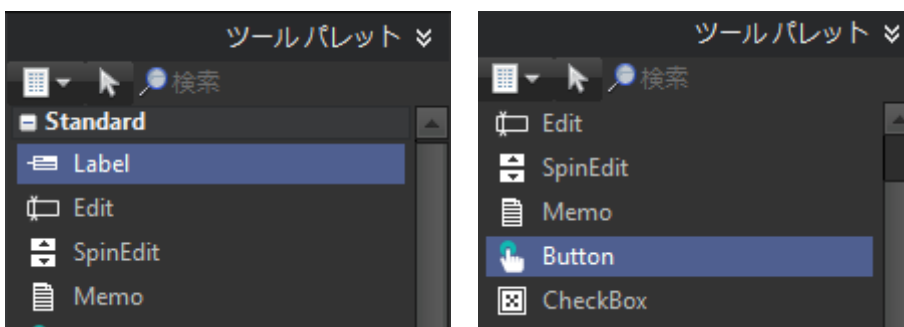 ツールパレット
検索
Standard
Label
Edit
SpinEdit
Memo
ツールパレット
検索
Edit
SpinEdit
Memo
Button
CheckBox